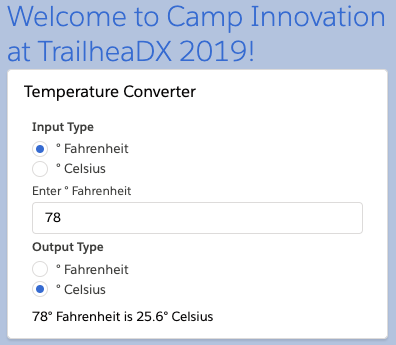 Welcome to Camp Innovation
at TrailheaDX 2019!
Temperature Converter
Input Type
° Fahrenheit
° Celsius
Enter ° Fahrenheit
78
Output Type
° Fahrenheit
° Celsius
78° Fahrenheit is 25.6° Celsius